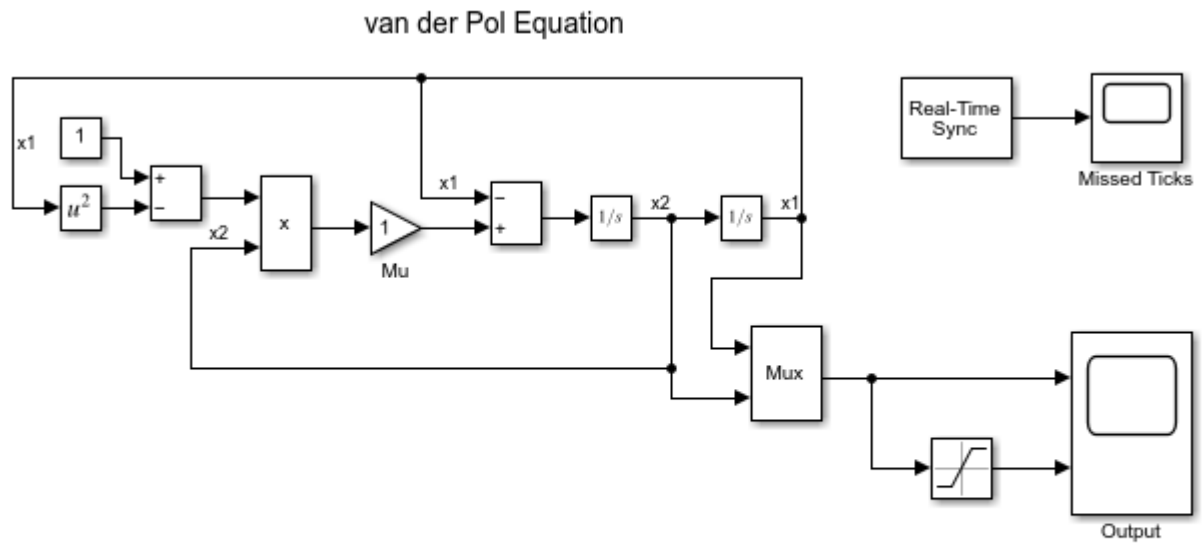 van der Pol Equation
x1
1
+
−
u²
x2
x
1
Mu
x1
−
+
1/s
x2
1/s
x1
Real-Time
Sync
Missed Ticks
Mux
Output